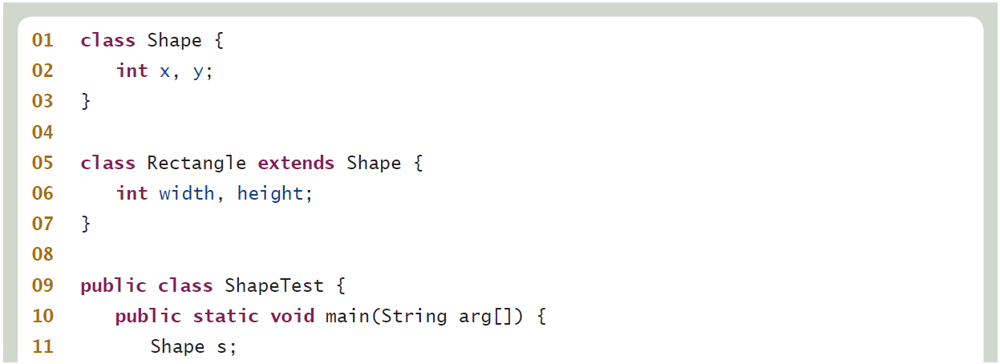 01 class Shape {
02 int x, y;
03 }
04
05 class Rectangle extends Shape {
06 int width, height;
07 }
08
09 public class ShapeTest {
10 public static void main(String arg[]) {
11 Shape s;